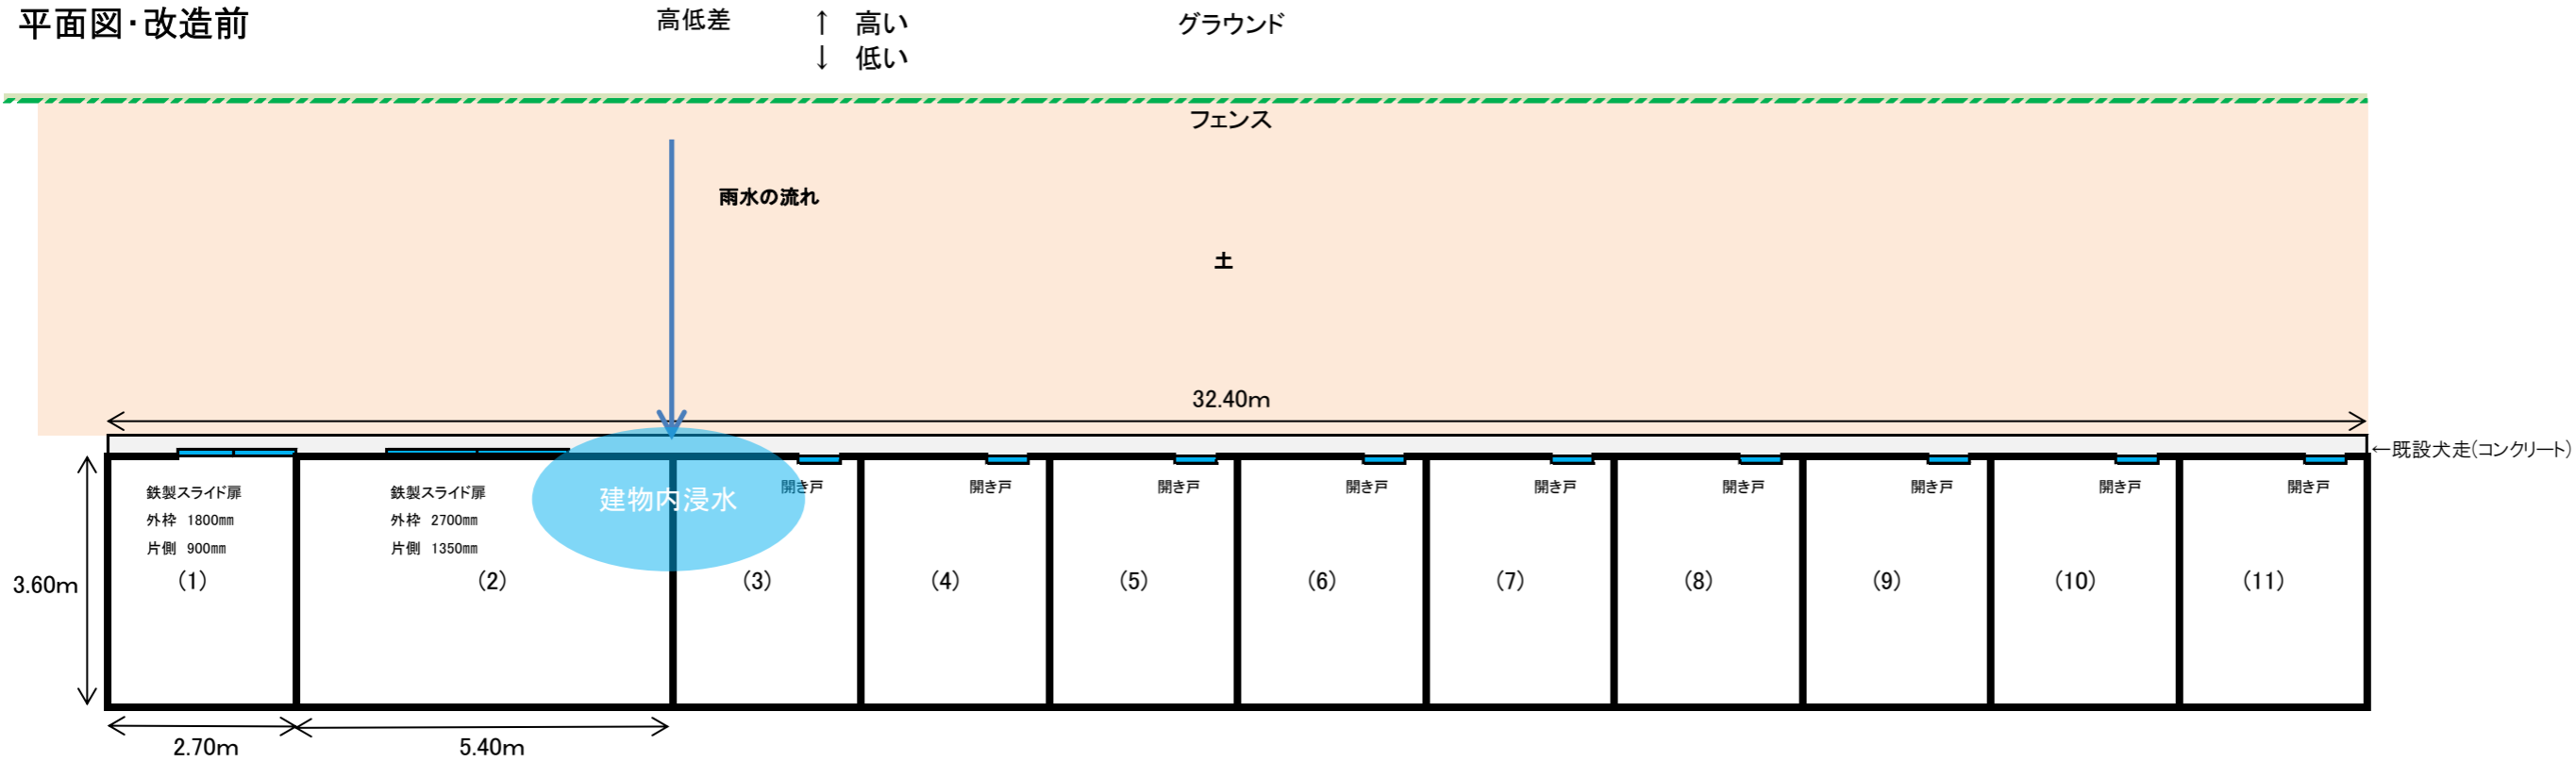 平面図・改造前
高低差
↑ 高い
↓ 低い
グラウンド
フェンス
雨水の流れ
土
32.40m
←既設犬走(コンクリート)
鉄製スライド扉
外枠 1800㎜
片側 900㎜
(1)
鉄製スライド扉
外枠 2700㎜
片側 1350㎜
(2)
建物内浸水
開き戸
(3)
開き戸
(4)
開き戸
(5)
開き戸
(6)
開き戸
(7)
開き戸
(8)
開き戸
(9)
開き戸
(10)
開き戸
(11)
3.60m
2.70m
5.40m